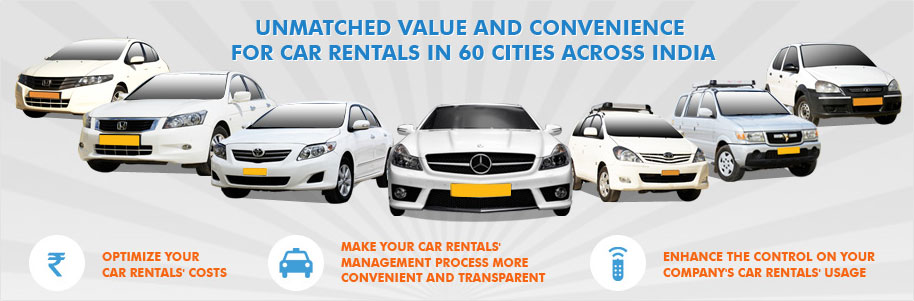 UNMATCHED VALUE AND CONVENIENCE
FOR CAR RENTALS IN 60 CITIES ACROSS INDIA
₹
OPTIMIZE YOUR
CAR RENTALS' COSTS
MAKE YOUR CAR RENTALS'
MANAGEMENT PROCESS MORE
CONVENIENT AND TRANSPARENT
ENHANCE THE CONTROL ON YOUR
COMPANY'S CAR RENTALS' USAGE